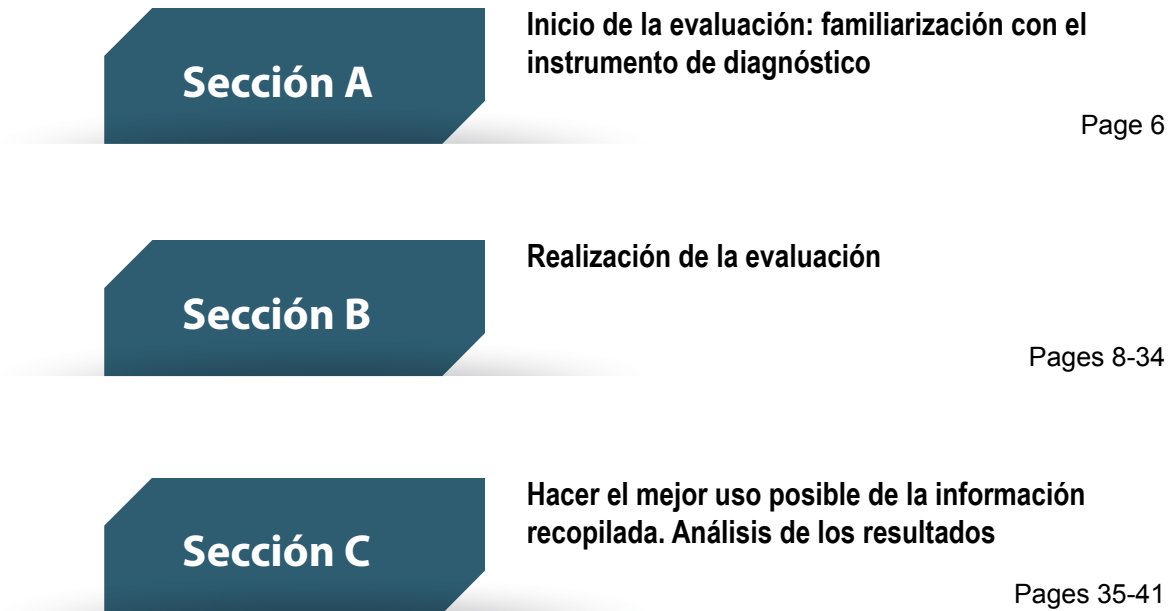 Sección A
Inicio de la evaluación: familiarización con el
instrumento de diagnóstico
Page 6
Sección B
Realización de la evaluación
Pages 8-34
Sección C
Hacer el mejor uso posible de la información
recopilada. Análisis de los resultados
Pages 35-41